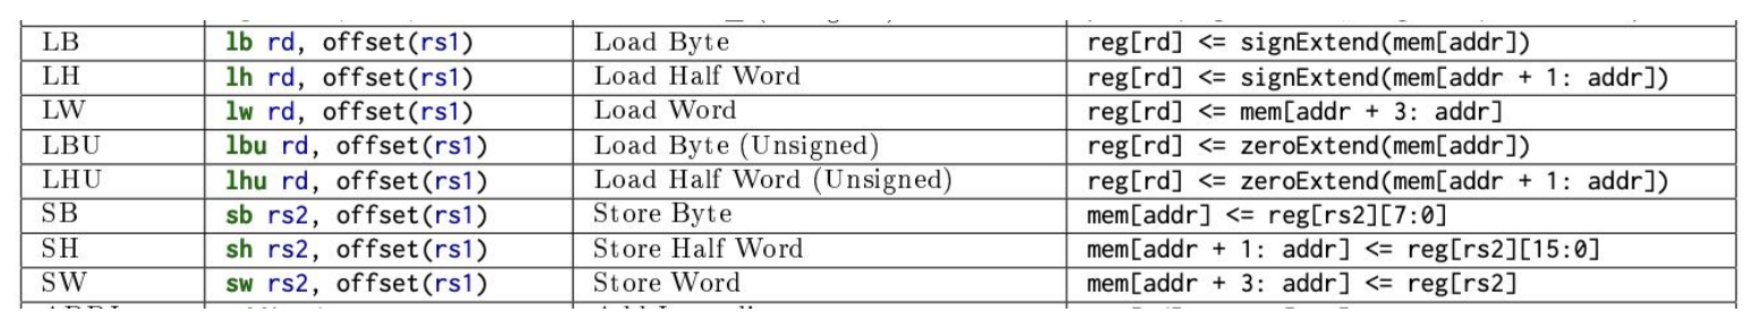 LB lb rd, offset(rs1) Load Byte reg[rd] <= signExtend(mem[addr])
LH lh rd, offset(rs1) Load Half Word reg[rd] <= signExtend(mem[addr + 1: addr])
LW lw rd, offset(rs1) Load Word reg[rd] <= mem[addr + 3: addr]
LBU lbu rd, offset(rs1) Load Byte (Unsigned) reg[rd] <= zeroExtend(mem[addr])
LHU lhu rd, offset(rs1) Load Half Word (Unsigned) reg[rd] <= zeroExtend(mem[addr + 1: addr])
SB sb rs2, offset(rs1) Store Byte mem[addr] <= reg[rs2][7:0]
SH sh rs2, offset(rs1) Store Half Word mem[addr + 1: addr] <= reg[rs2][15:0]
SW sw rs2, offset(rs1) Store Word mem[addr + 3: addr] <= reg[rs2]